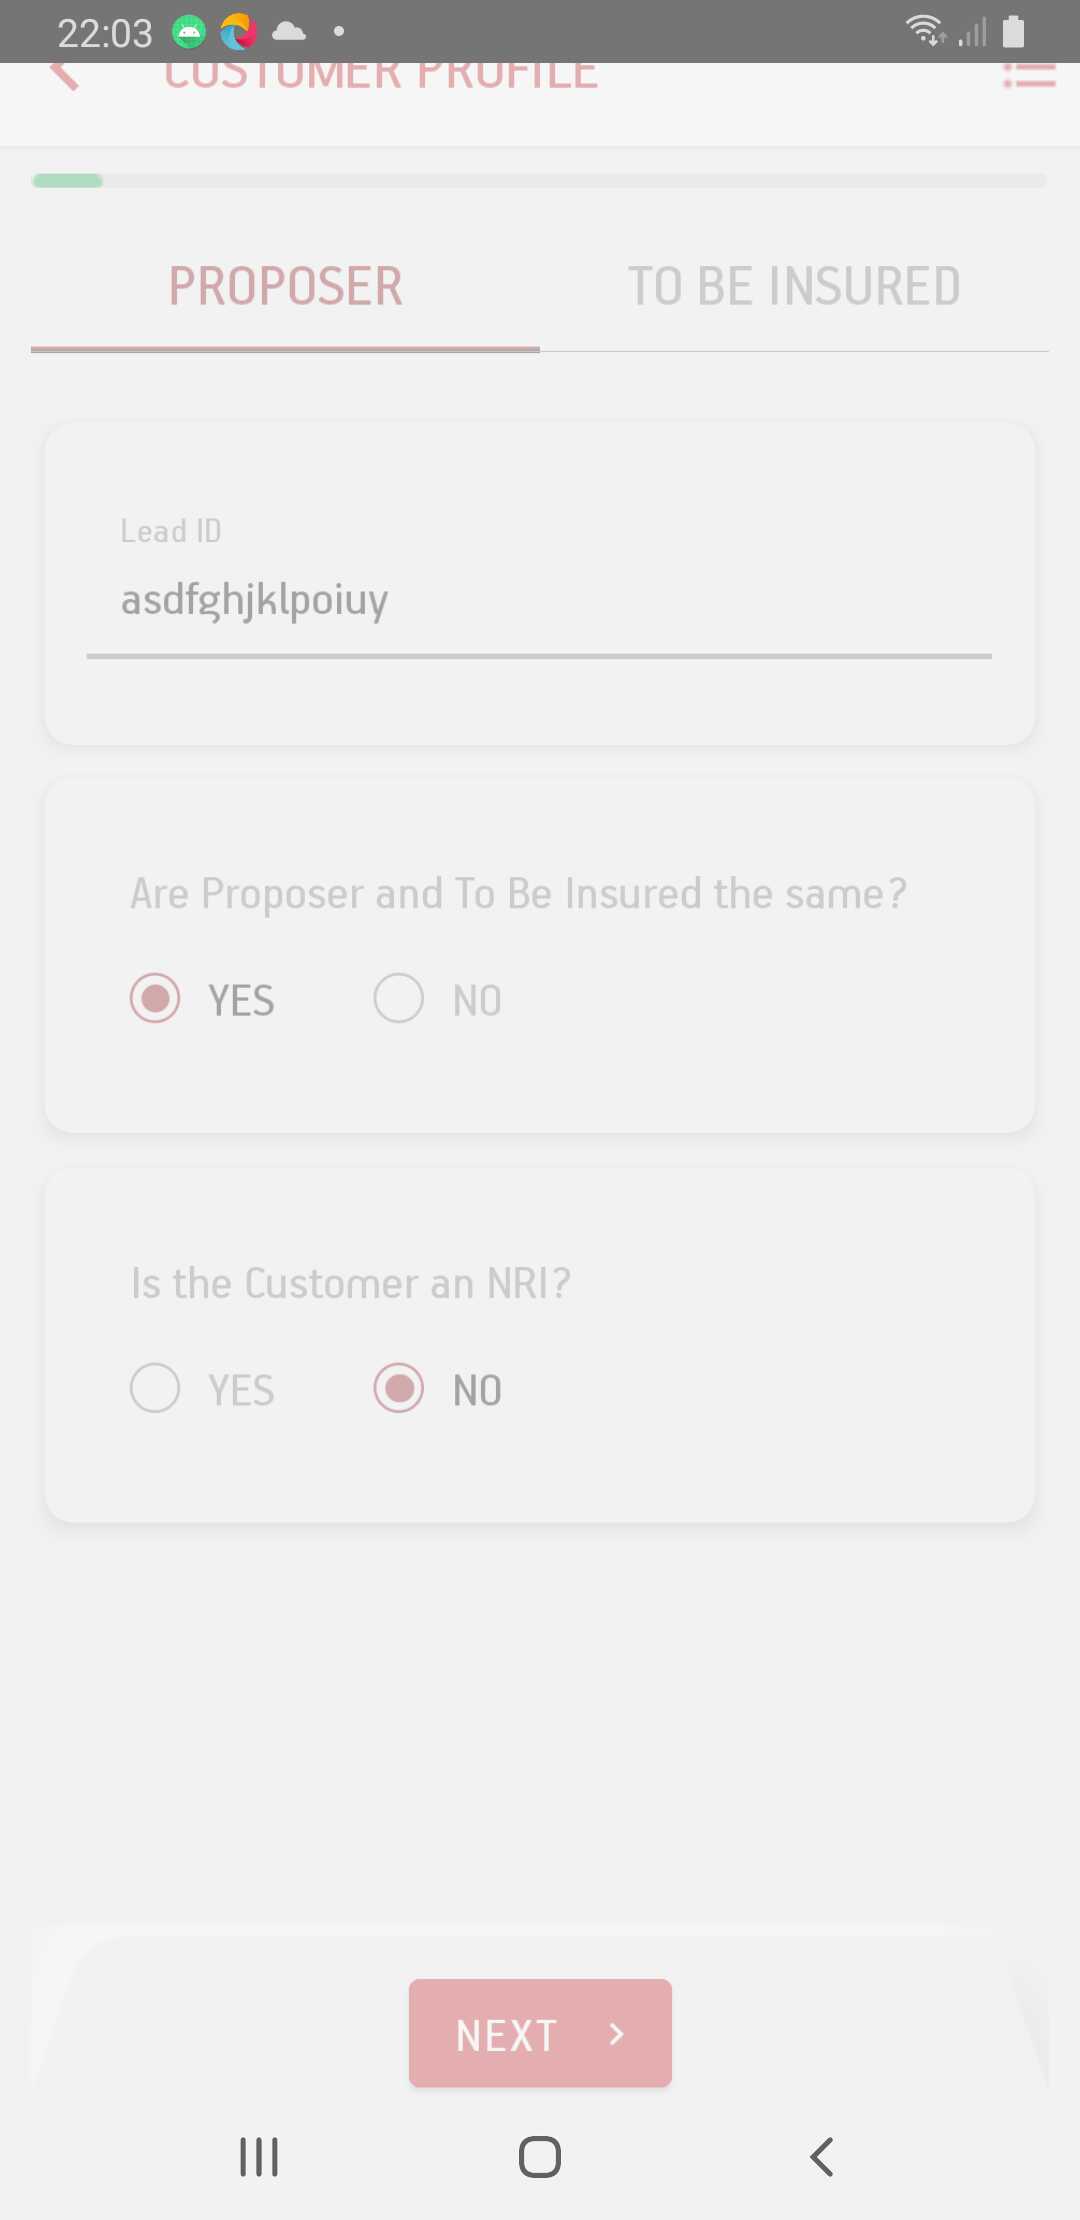 22:03
CUSTOMER PROFILE
PROPOSER TO BE INSURED
Lead ID
asdfghjklpoiuy
Are Proposer and To Be Insured the same?
YES NO
Is the Customer an NRI?
YES NO
NEXT